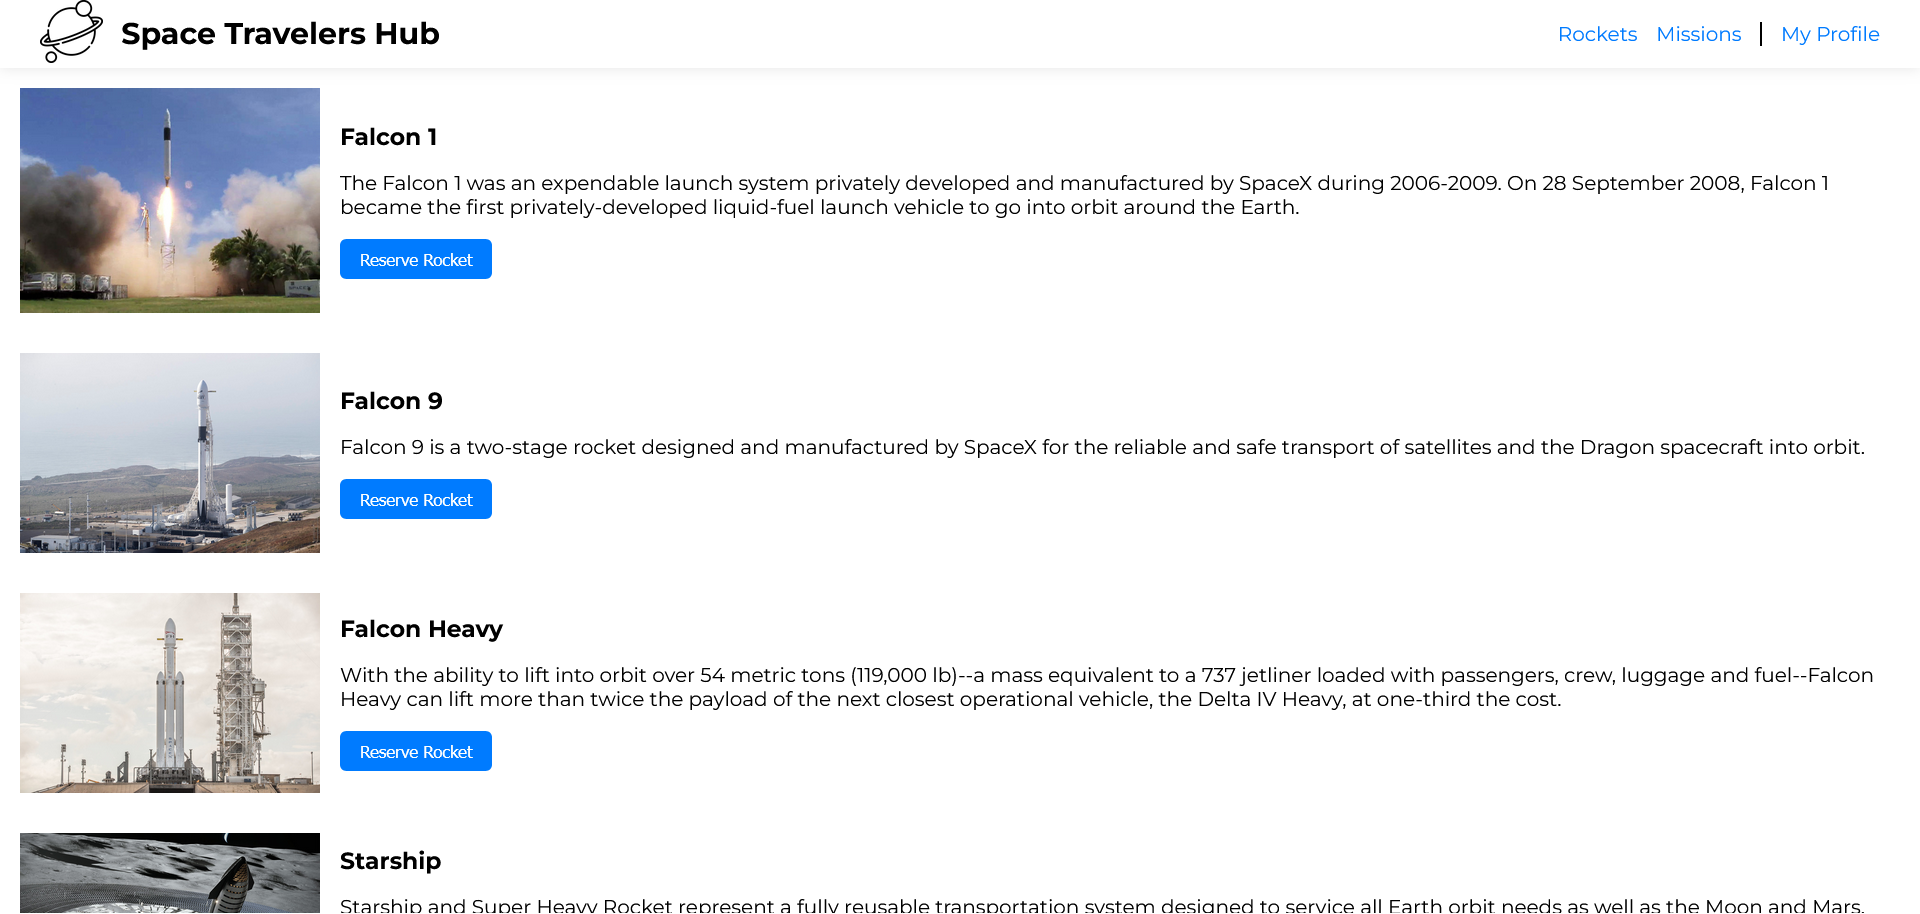 Space Travelers Hub
Rockets Missions | My Profile
Falcon 1
The Falcon 1 was an expendable launch system privately developed and manufactured by SpaceX during 2006-2009. On 28 September 2008, Falcon 1
became the first privately-developed liquid-fuel launch vehicle to go into orbit around the Earth.
Reserve Rocket
Falcon 9
Falcon 9 is a two-stage rocket designed and manufactured by SpaceX for the reliable and safe transport of satellites and the Dragon spacecraft into orbit.
Reserve Rocket
Falcon Heavy
With the ability to lift into orbit over 54 metric tons (119,000 lb)--a mass equivalent to a 737 jetliner loaded with passengers, crew, luggage and fuel--Falcon
Heavy can lift more than twice the payload of the next closest operational vehicle, the Delta IV Heavy, at one-third the cost.
Reserve Rocket
Starship
Starship and Super Heavy Rocket represent a fully reusable transportation system designed to service all Earth orbit needs as well as the Moon and Mars.